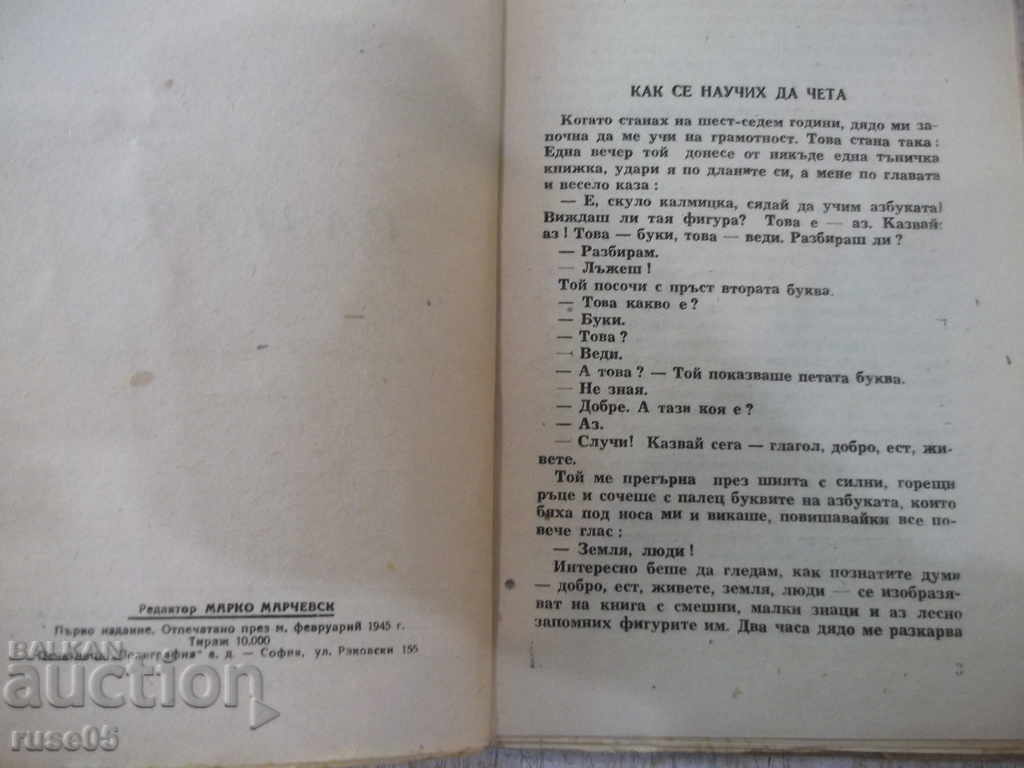 Редактор МАРКО МАРЧЕВСК
Първо издание. Отпечатано през м. февруарий 1945 г.
Тираж 10.000
а. д. — София, ул. Раковски 155
BALKAN
auction
ruse05
КАК СЕ НАУЧИХ ДА ЧЕТА
Когато станах на шест-седем години, дядо ми за-
почна да ме учи на грамотност. Това стана така:
Една вечер той донесе от някъде една тъничка
книжка, удари я по дланите си, а мене по главата
и весело каза:
— Е, скуло калмицка, сядай да учим азбуката!
Виждаш ли тая фигура? Това е — аз. Казвай:
аз! Това — буки, това — веди. Разбираш ли?
— Разбирам.
— Лъжеш!
Той посочи с пръст втората буква.
— Това какво е?
— Буки.
— Това?
— Веди.
— А това? — Той показваше петата буква.
— Не зная.
— Добре. А тази коя е?
— Аз.
— Случи! Казвай сега — глагол, добро, ест, жи-
вете.
Той ме прегърна през шията с силни, горещи
ръце и сочеше с палец буквите на азбуката, които
бяха под носа ми и викаше, повишавайки все по-
вече глас:
— Земля, люди!
Интересно беше да гледам, как познатите думи
— добро, ест, живете, земля, люди — се изобразя-
ват на книга с смешни, малки знаци и аз лесно
запомних фигурите им. Два часа дядо ме разкарва
3